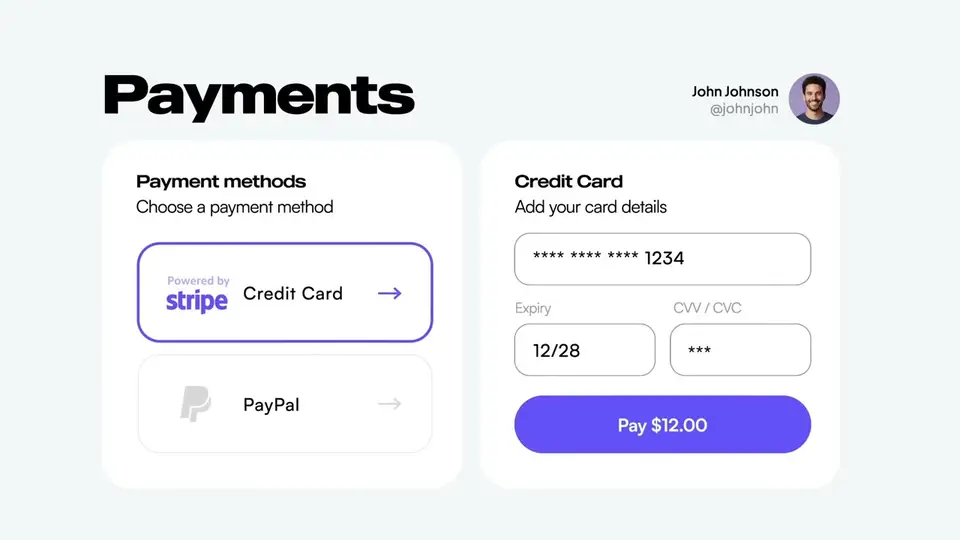 Payments
John Johnson
@johnjohn
Payment methods
Choose a payment method
Powered by
stripe
Credit Card
PayPal
Credit Card
Add your card details
**** **** **** 1234
Expiry
CVV / CVC
12/28
***
Pay $12.00